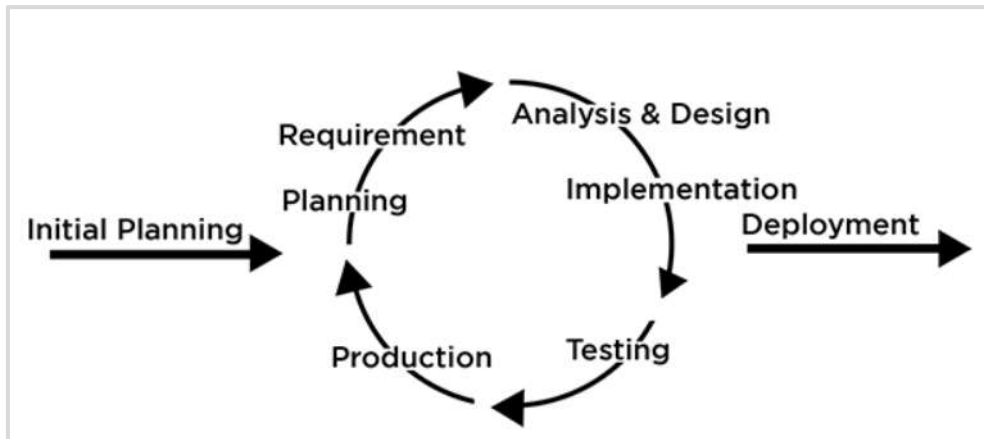 Analysis & Design
Requirement
Implementation
Planning
Initial Planning
Deployment
Production
Testing